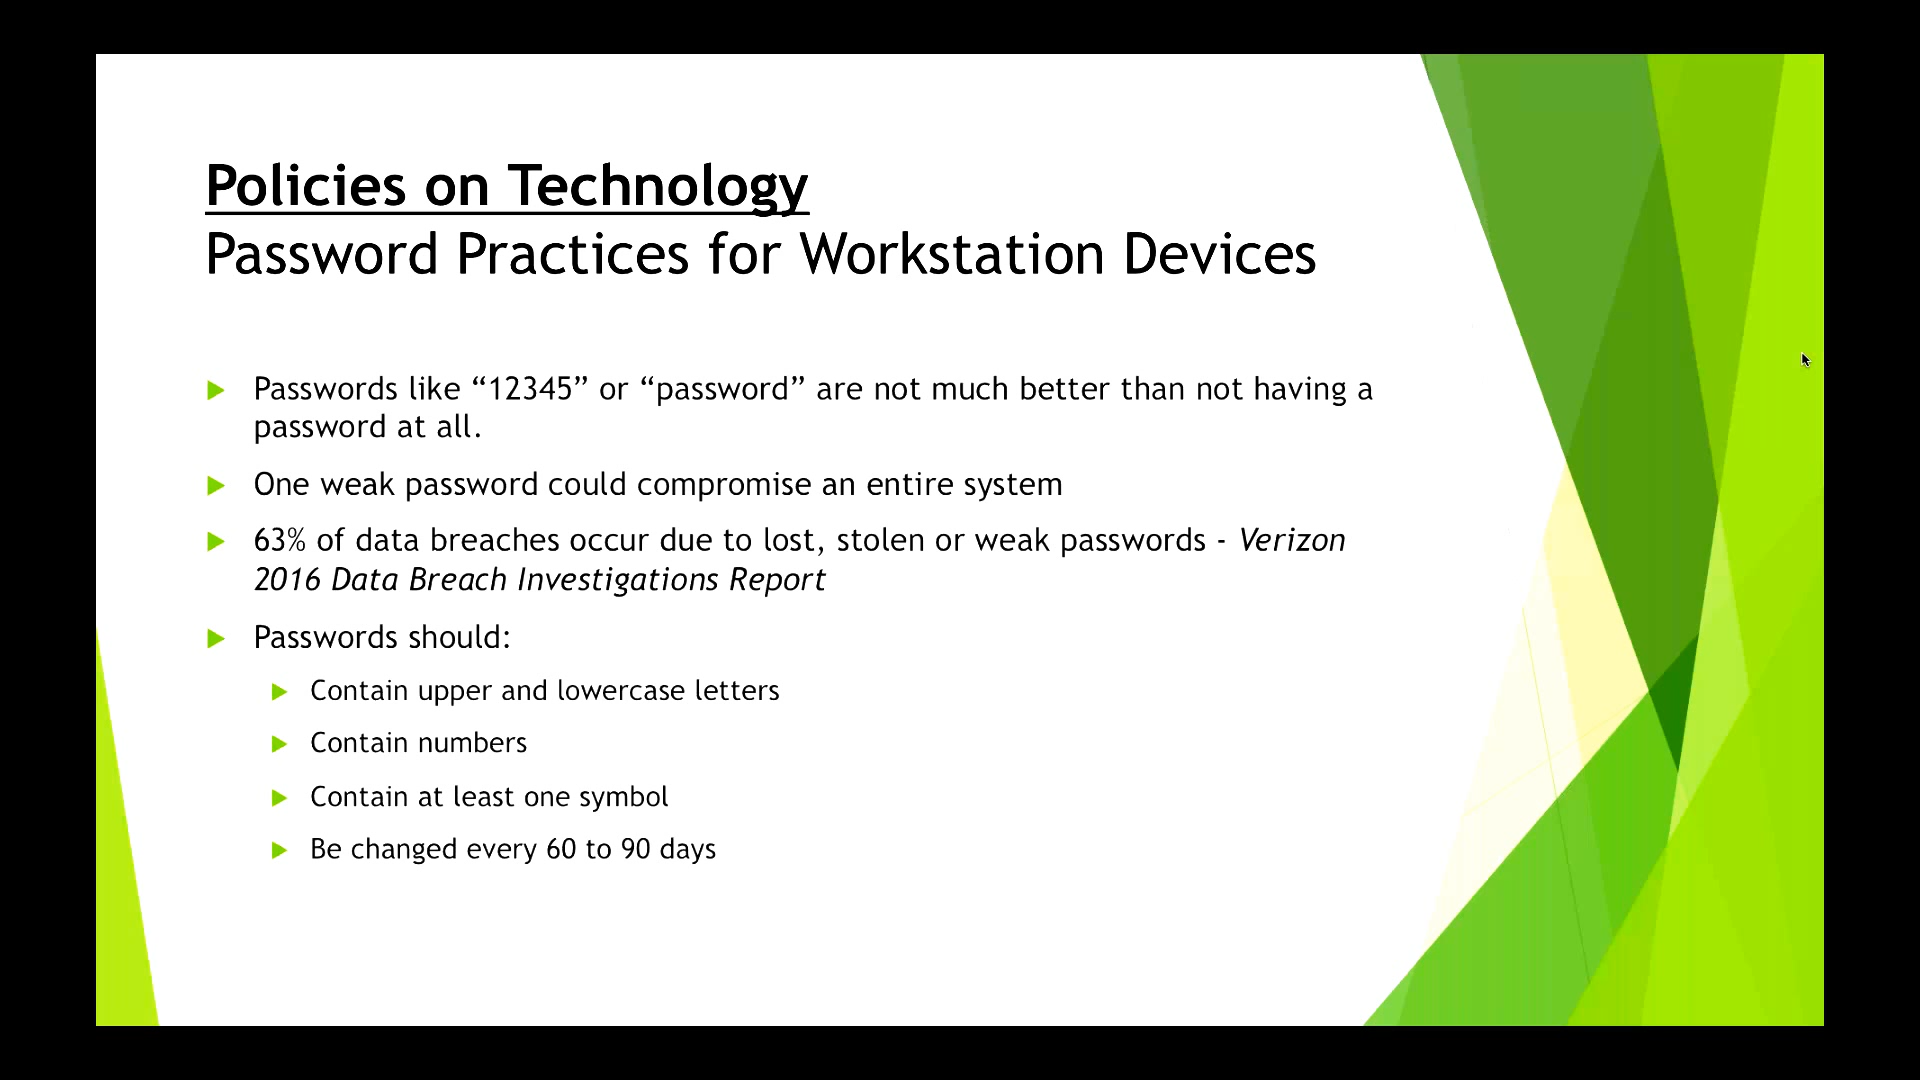 Policies on Technology
Password Practices for Workstation Devices
Passwords like “12345” or “password” are not much better than not having a
password at all.
One weak password could compromise an entire system
63% of data breaches occur due to lost, stolen or weak passwords - Verizon
2016 Data Breach Investigations Report
Passwords should:
Contain upper and lowercase letters
Contain numbers
Contain at least one symbol
Be changed every 60 to 90 days